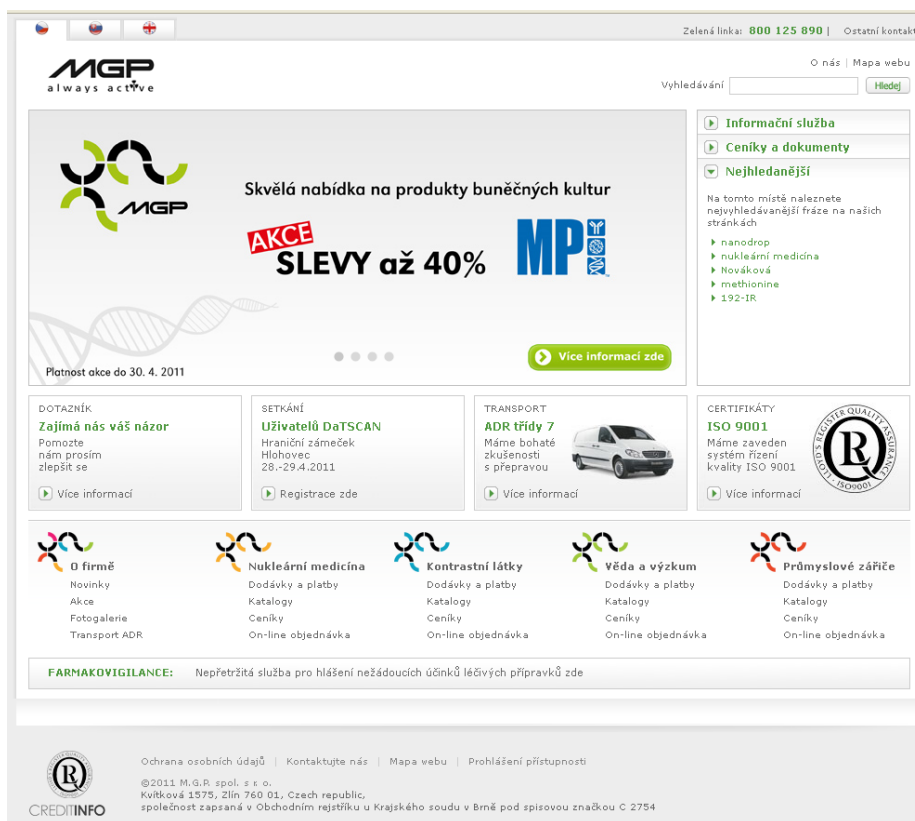 Zelená linka: 800 125 890 | Ostatní kontakt
MGP
always active
O nás | Mapa webu
Vyhledávání Hledej
MGP
Skvělá nabídka na produkty buněčných kultur
AKCE
SLEVY až 40%
MP
Více informací zde
Platnost akce do 30. 4. 2011
Informační služba
Ceníky a dokumenty
Nejhledanější
Na tomto místě naleznete
nejvyhledávanější fráze na našich
stránkách
nanodrop
nukleární medicína
Nováková
methionine
192-IR
DOTAZNÍK
Zajímá nás váš názor
Pomozte
nám prosím
zlepšit se
Více informací
SETKÁNÍ
Uživatelů DaTSCAN
Hraniční zámeček
Hlohovec
28.-29.4.2011
Registrace zde
TRANSPORT
ADR třídy 7
Máme bohaté
zkušenosti
s přepravou
Více informací
CERTIFIKÁTY
ISO 9001
Máme zaveden
systém řízení
kvality ISO 9001
Více informací
LLOYD'S REGISTER QUALITY ASSURANCE
ISO9001
O firmě
Novinky
Akce
Fotogalerie
Transport ADR
Nukleární medicína
Dodávky a platby
Katalogy
Ceníky
On-line objednávka
Kontrastní látky
Dodávky a platby
Katalogy
Ceníky
On-line objednávka
Věda a výzkum
Dodávky a platby
Katalogy
Ceníky
On-line objednávka
Průmyslové zářiče
Dodávky a platby
Katalogy
Ceníky
On-line objednávka
FARMAKOVIGILANCE: Nepřetržitá služba pro hlášení nežádoucích účinků léčivých přípravků zde
CREDITINFO
Ochrana osobních údajů | Kontaktujte nás | Mapa webu | Prohlášení přístupnosti
©2011 M.G.P. spol. s r. o.
Kvítková 1575, Zlín 760 01, Czech republic,
společnost zapsaná v Obchodním rejstříku u Krajského soudu v Brně pod spisovou značkou C 2754